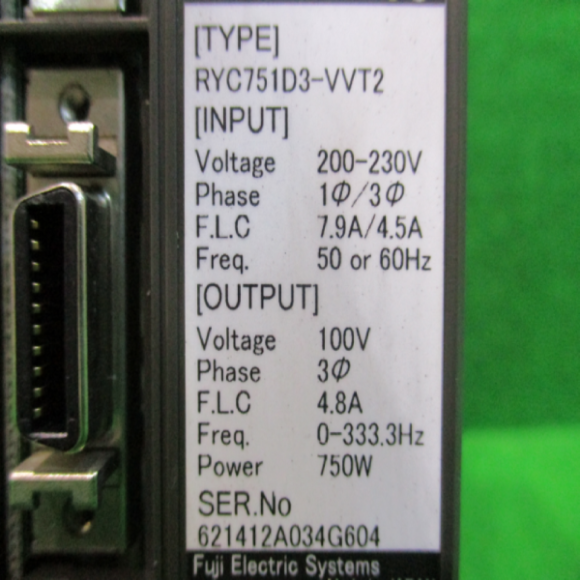 [TYPE]
RYC751D3-VVT2
[INPUT]
Voltage 200-230V
Phase 1Φ/3Φ
F.L.C 7.9A/4.5A
Freq. 50 or 60Hz
[OUTPUT]
Voltage 100V
Phase 3Φ
F.L.C 4.8A
Freq. 0-333.3Hz
Power 750W
SER.No
621412A034G604
Fuji Electric Systems